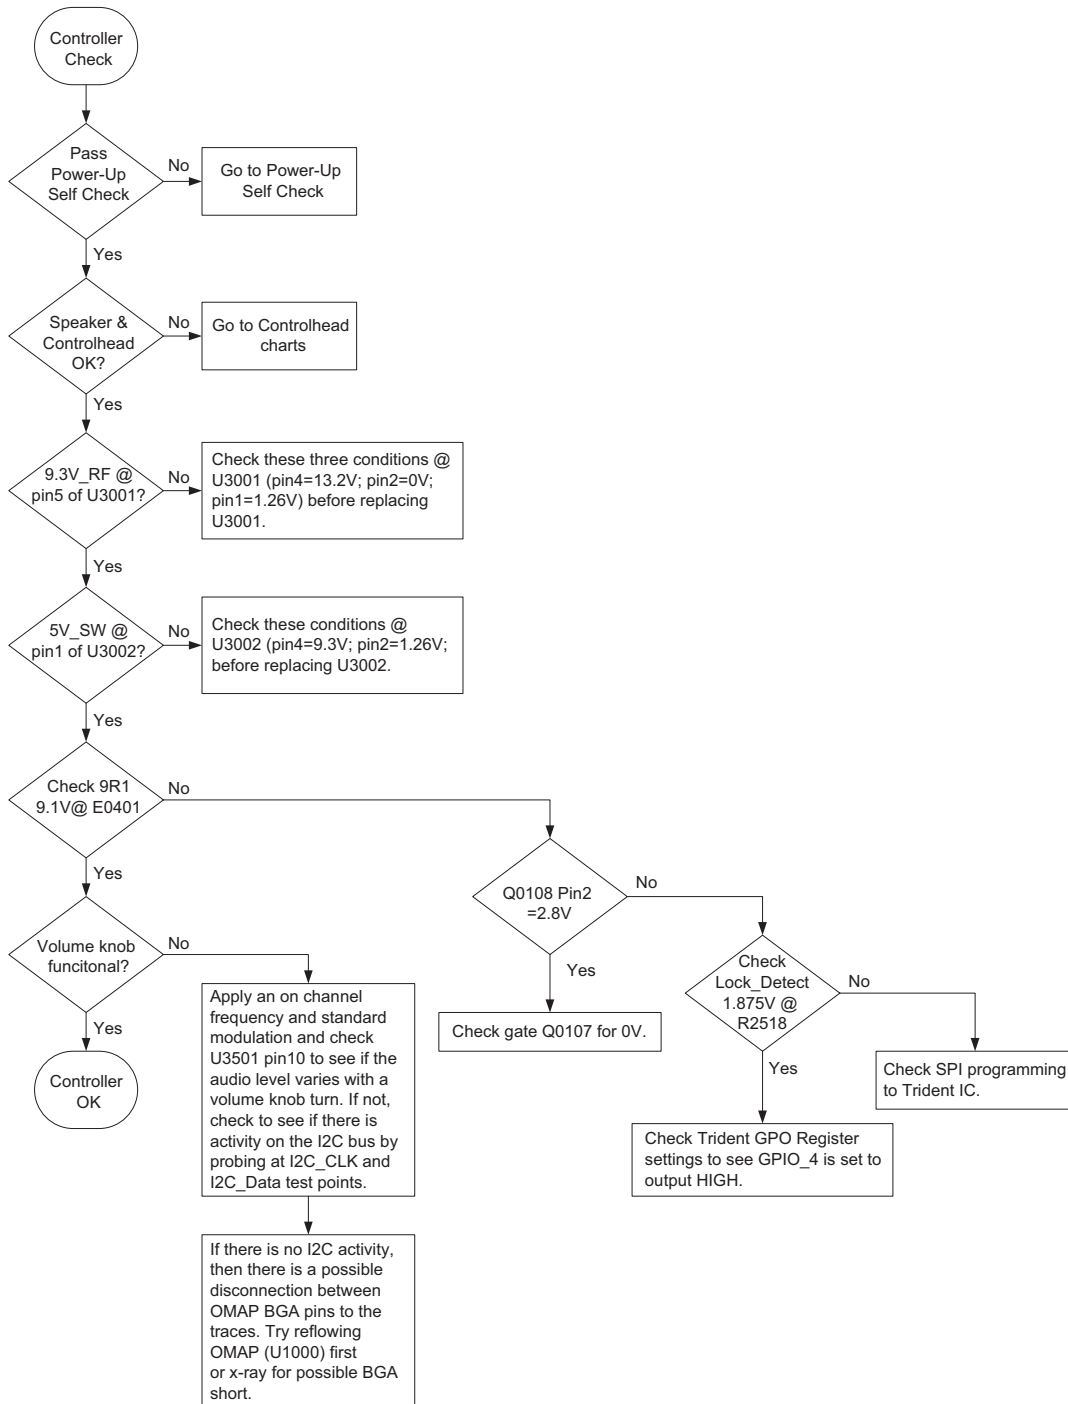 Controller
Check
Pass
Power-Up
Self Check
No
Go to Power-Up
Self Check
Yes
Speaker &
Controlhead
OK?
No
Go to Controlhead
charts
Yes
9.3V_RF @
pin5 of U3001?
No
Check these three conditions @
U3001 (pin4=13.2V; pin2=0V;
pin1=1.26V) before replacing
U3001.
Yes
5V_SW @
pin1 of U3002?
No
Check these conditions @
U3002 (pin4=9.3V; pin2=1.26V;
before replacing U3002.
Yes
Check 9R1
9.1V@ E0401
No
Yes
Q0108 Pin2
=2.8V
No
Yes
Check gate Q0107 for 0V.
Check
Lock_Detect
1.875V @
R2518
No
Check SPI programming
to Trident IC.
Yes
Check Trident GPO Register
settings to see GPIO_4 is set to
output HIGH.
Volume knob
funcitonal?
No
Apply an on channel
frequency and standard
modulation and check
U3501 pin10 to see if the
audio level varies with a
volume knob turn. If not,
check to see if there is
activity on the I2C bus by
probing at I2C_CLK and
I2C_Data test points.
If there is no I2C activity,
then there is a possible
disconnection between
OMAP BGA pins to the
traces. Try reflowing
OMAP (U1000) first
or x-ray for possible BGA
short.
Yes
Controller
OK